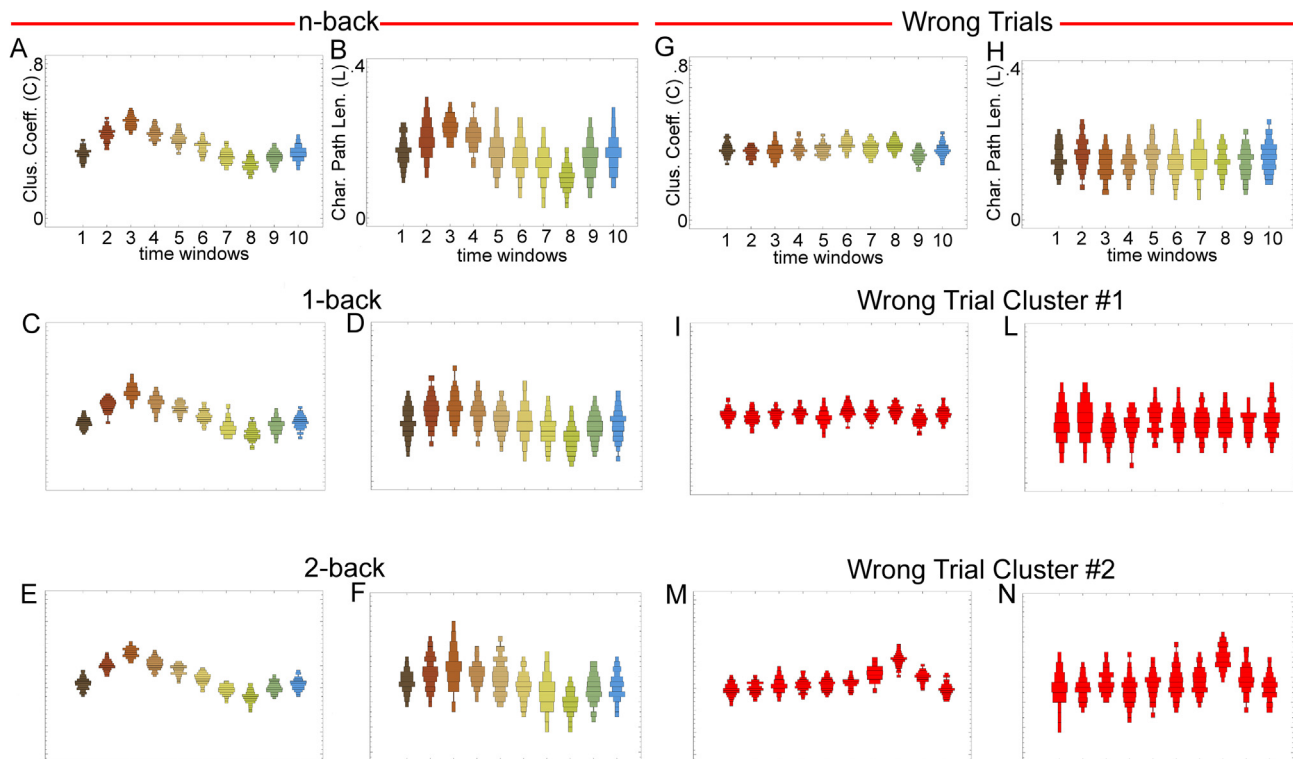 n-back
Wrong Trials
A
Clus. Coeff. (C)
.8
0
1 2 3 4 5 6 7 8 9 10
time windows
B
Char. Path Len. (L)
.4
0
1 2 3 4 5 6 7 8 9 10
time windows
G
Clus. Coeff. (C)
.8
0
1 2 3 4 5 6 7 8 9 10
time windows
H
Char. Path Len. (L)
.4
0
1 2 3 4 5 6 7 8 9 10
time windows
1-back
Wrong Trial Cluster #1
C
D
I
L
2-back
Wrong Trial Cluster #2
E
F
M
N